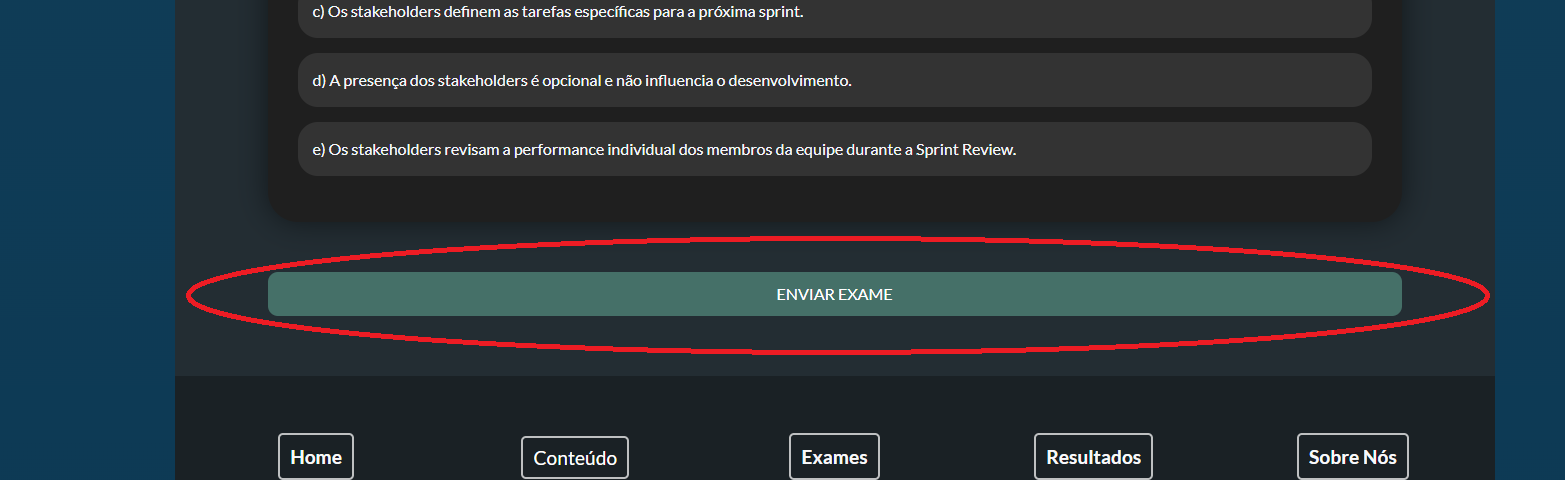 c) Os stakeholders definem as tarefas específicas para a próxima sprint.
d) A presença dos stakeholders é opcional e não influencia o desenvolvimento.
e) Os stakeholders revisam a performance individual dos membros da equipe durante a Sprint Review.
ENVIAR EXAME
Home Conteúdo Exames Resultados Sobre Nós